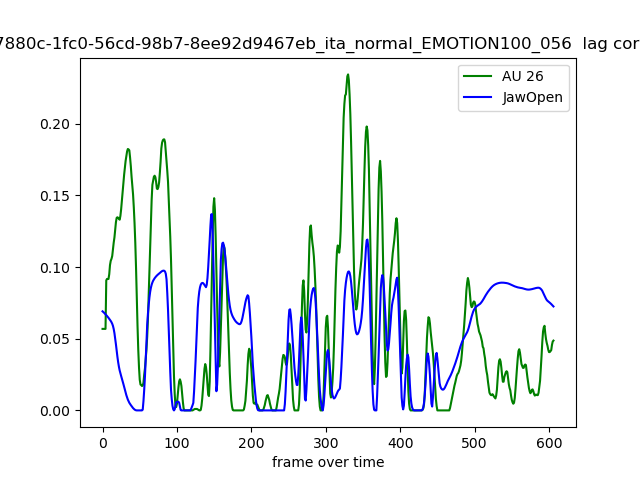 7880c-1fc0-56cd-98b7-8ee92d9467eb_ita_normal_EMOTION100_056 lag cor
AU 26
JawOpen
0.20
0.15
0.10
0.05
0.00
0 100 200 300 400 500 600
frame over time